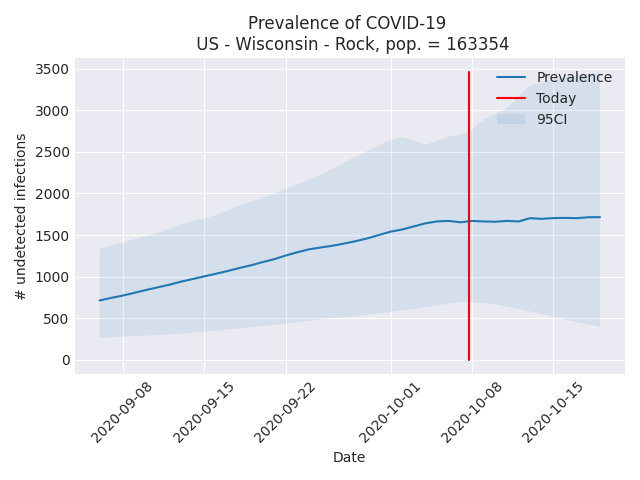 Prevalence of COVID-19
US - Wisconsin - Rock, pop. = 163354
3500
3000
2500
2000
1500
1000
500
0
# undetected infections
Prevalence
Today
95CI
2020-09-08
2020-09-15
2020-09-22
2020-10-01
2020-10-08
2020-10-15
Date